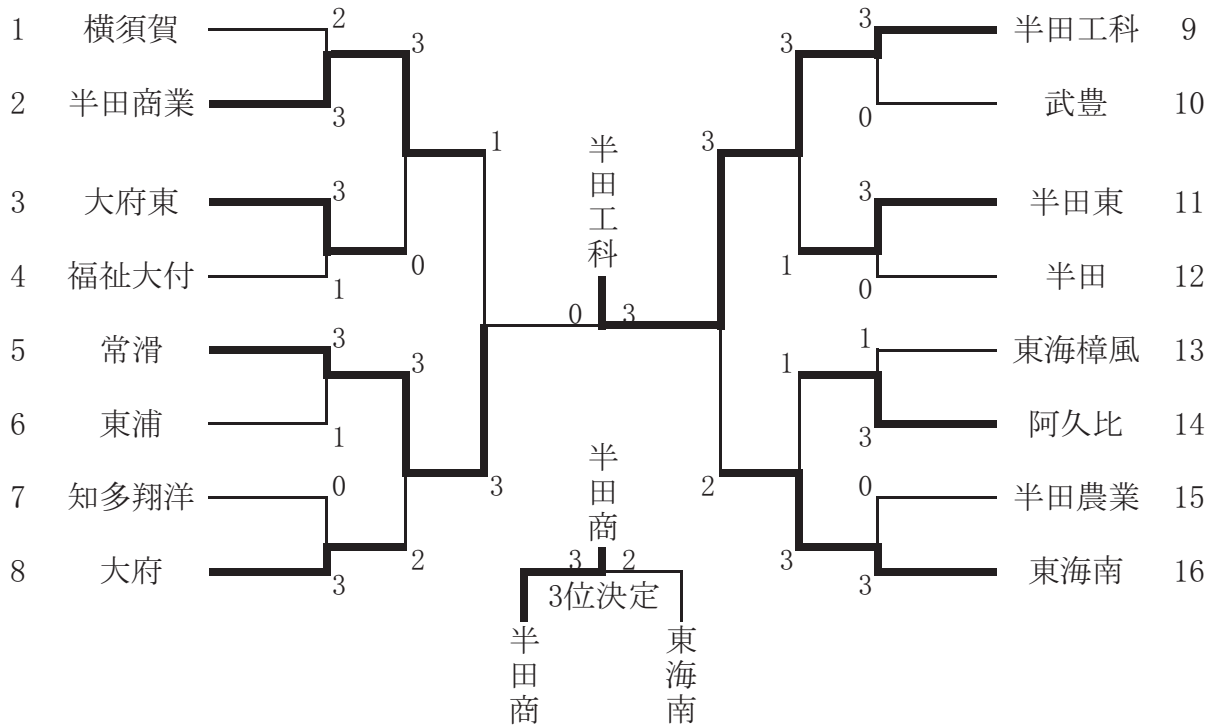 1 横須賀 2
3
2 半田商業 3
3 大府東 3
0
4 福祉大付 1
1
5 常滑 3
3
6 東浦 1
7 知多翔洋 0
2
8 大府 3
3
半田工科
0 3
3 半田工科 9
3
0 武豊 10
3
3 半田東 11
1
0 半田 12
1 東海樟風 13
1
3 阿久比 14
2
0 半田農業 15
3
3 東海南 16
半田商
3 2
3位決定
半田商
東海南